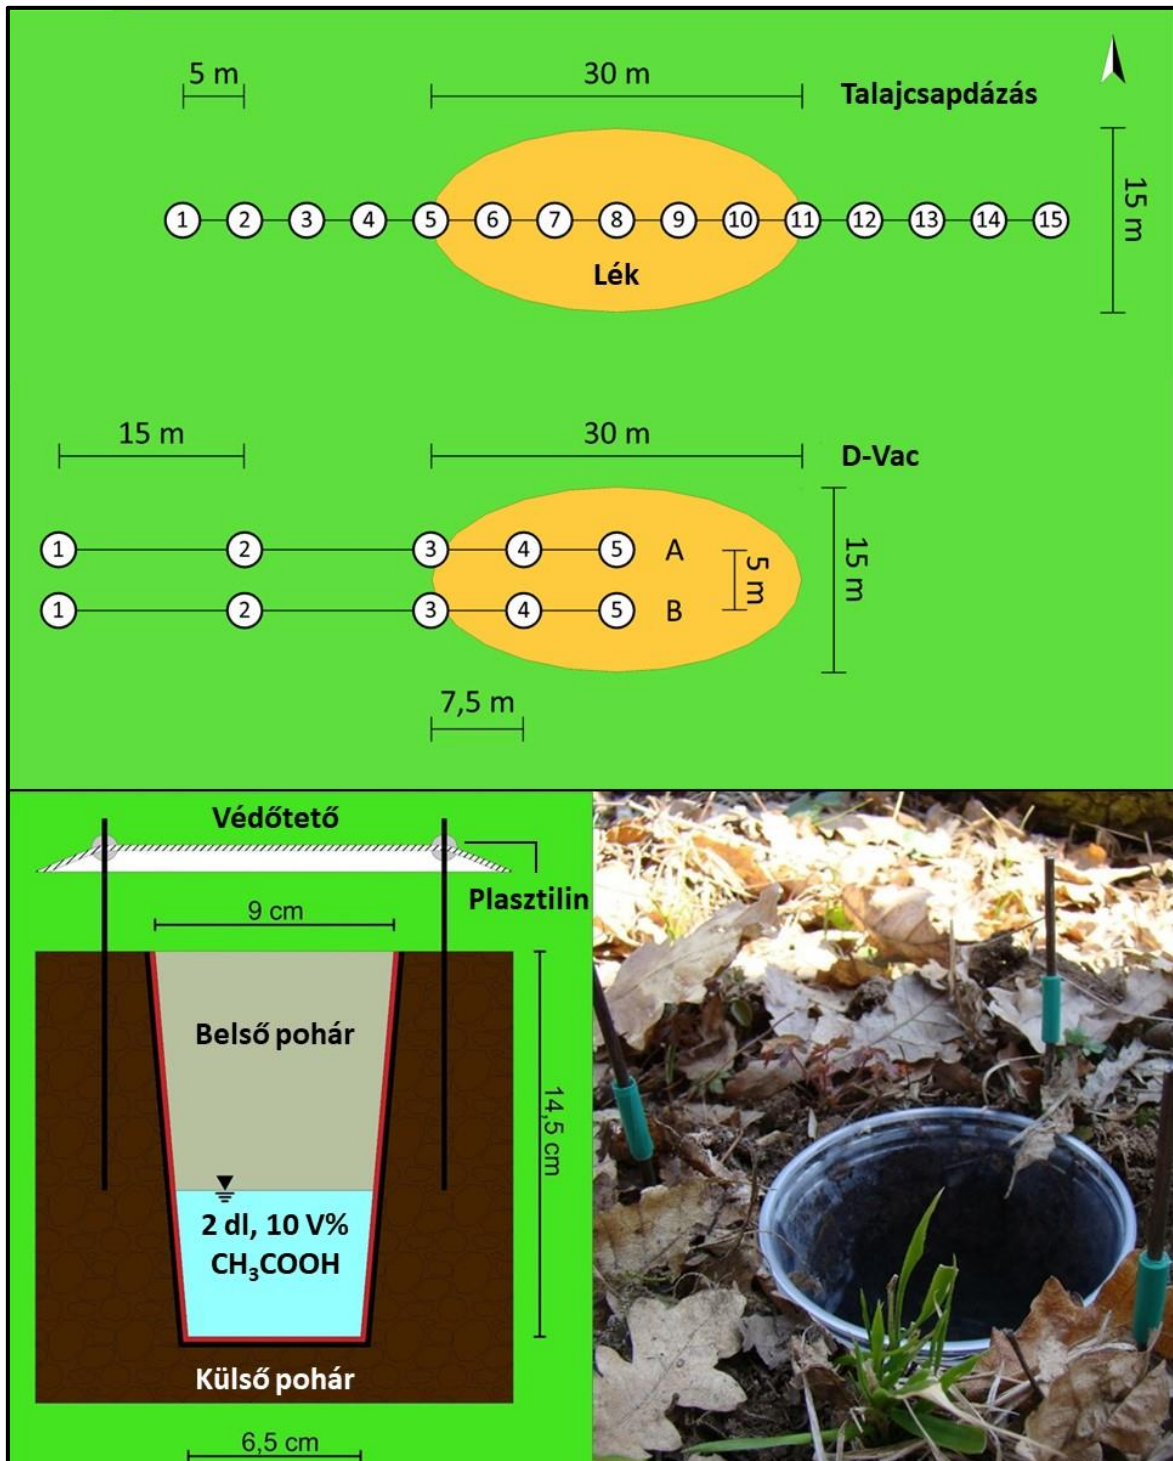 5 m
30 m
Talajcsapdázás
15 m
1 2 3 4 5 6 7 8 9 10 11 12 13 14 15
Lék
15 m
30 m
D-Vac
1 2 3 4 5 A
5 m
15 m
1 2 3 4 5 B
7,5 m
Védőtető
Plasztilin
9 cm
Belső pohár
14,5 cm
2 dl, 10 V%
CH₃COOH
Külső pohár
6,5 cm